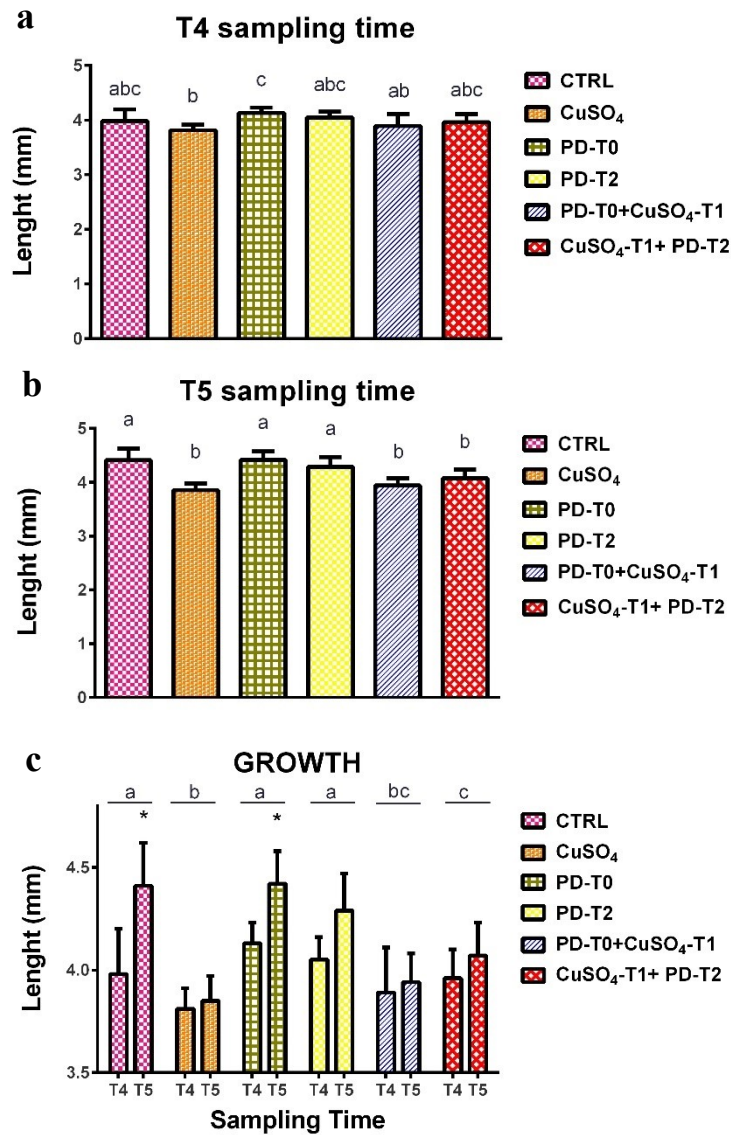 a
T4 sampling time
Lenght (mm)
5
4
3
2
1
0
abc
b
c
abc
ab
abc
CTRL
CuSO₄
PD-T0
PD-T2
PD-T0+CuSO₄-T1
CuSO₄-T1+ PD-T2
b
T5 sampling time
Lenght (mm)
5
4
3
2
1
0
a
b
a
a
b
b
CTRL
CuSO₄
PD-T0
PD-T2
PD-T0+CuSO₄-T1
CuSO₄-T1+ PD-T2
c
GROWTH
Lenght (mm)
4.5
4.0
3.5
a
b
a
a
bc
c
*
*
T4 T5 T4 T5 T4 T5 T4 T5 T4 T5 T4 T5
Sampling Time
CTRL
CuSO₄
PD-T0
PD-T2
PD-T0+CuSO₄-T1
CuSO₄-T1+ PD-T2